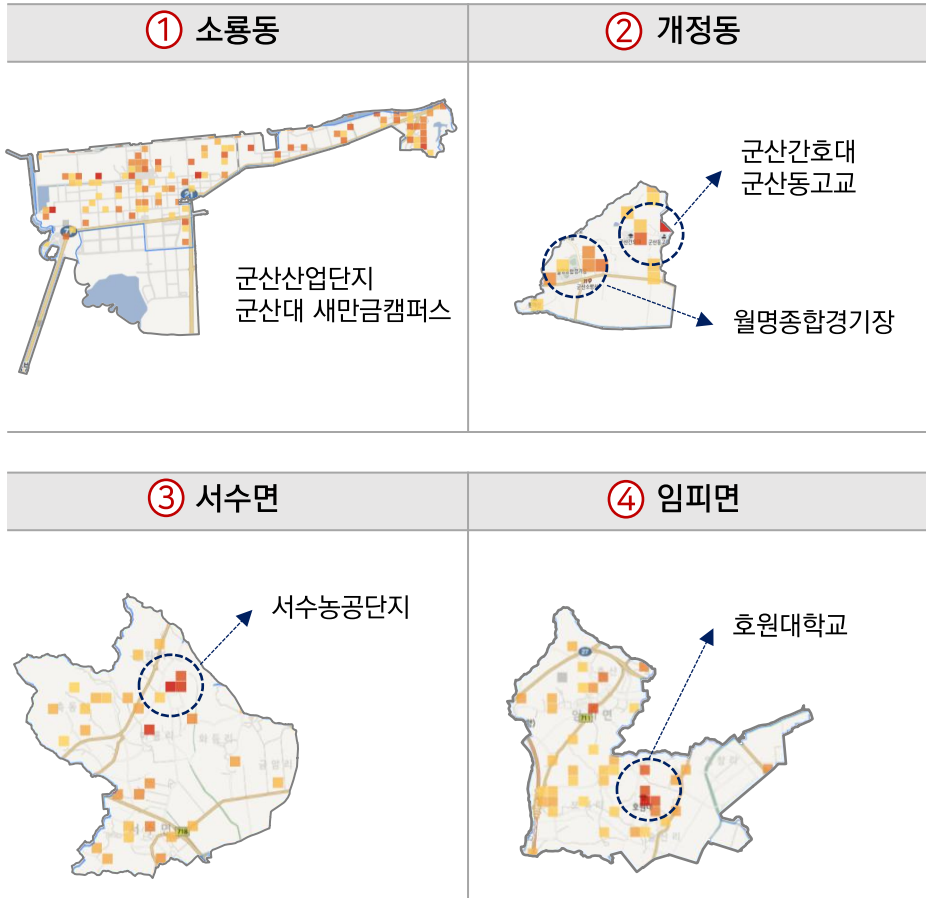 ① 소룡동
② 개정동
군산산업단지
군산대 새만금캠퍼스
군산간호대
군산동고교
월명종합경기장
③ 서수면
④ 임피면
서수농공단지
호원대학교
27